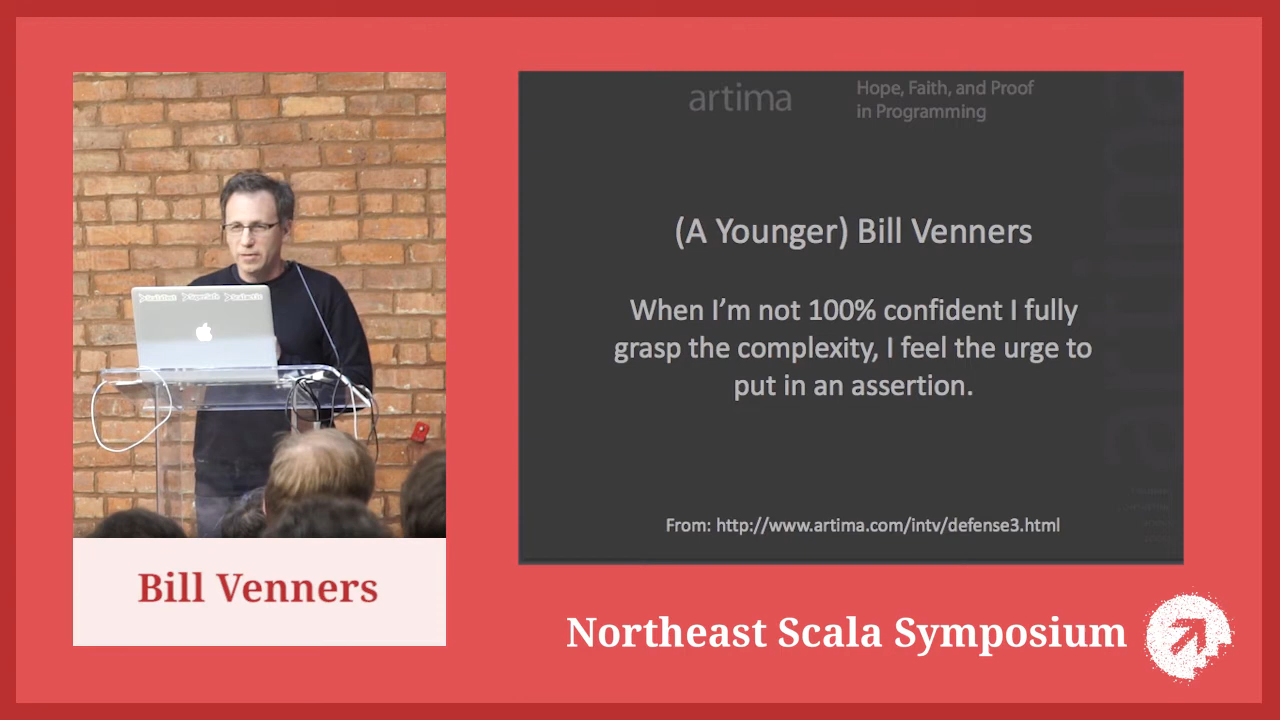 artima
Hope, Faith, and Proof
in Programming
(A Younger) Bill Venners
When I’m not 100% confident I fully
grasp the complexity, I feel the urge to
put in an assertion.
From: http://www.artima.com/intv/defense3.html
Bill Venners
Northeast Scala Symposium